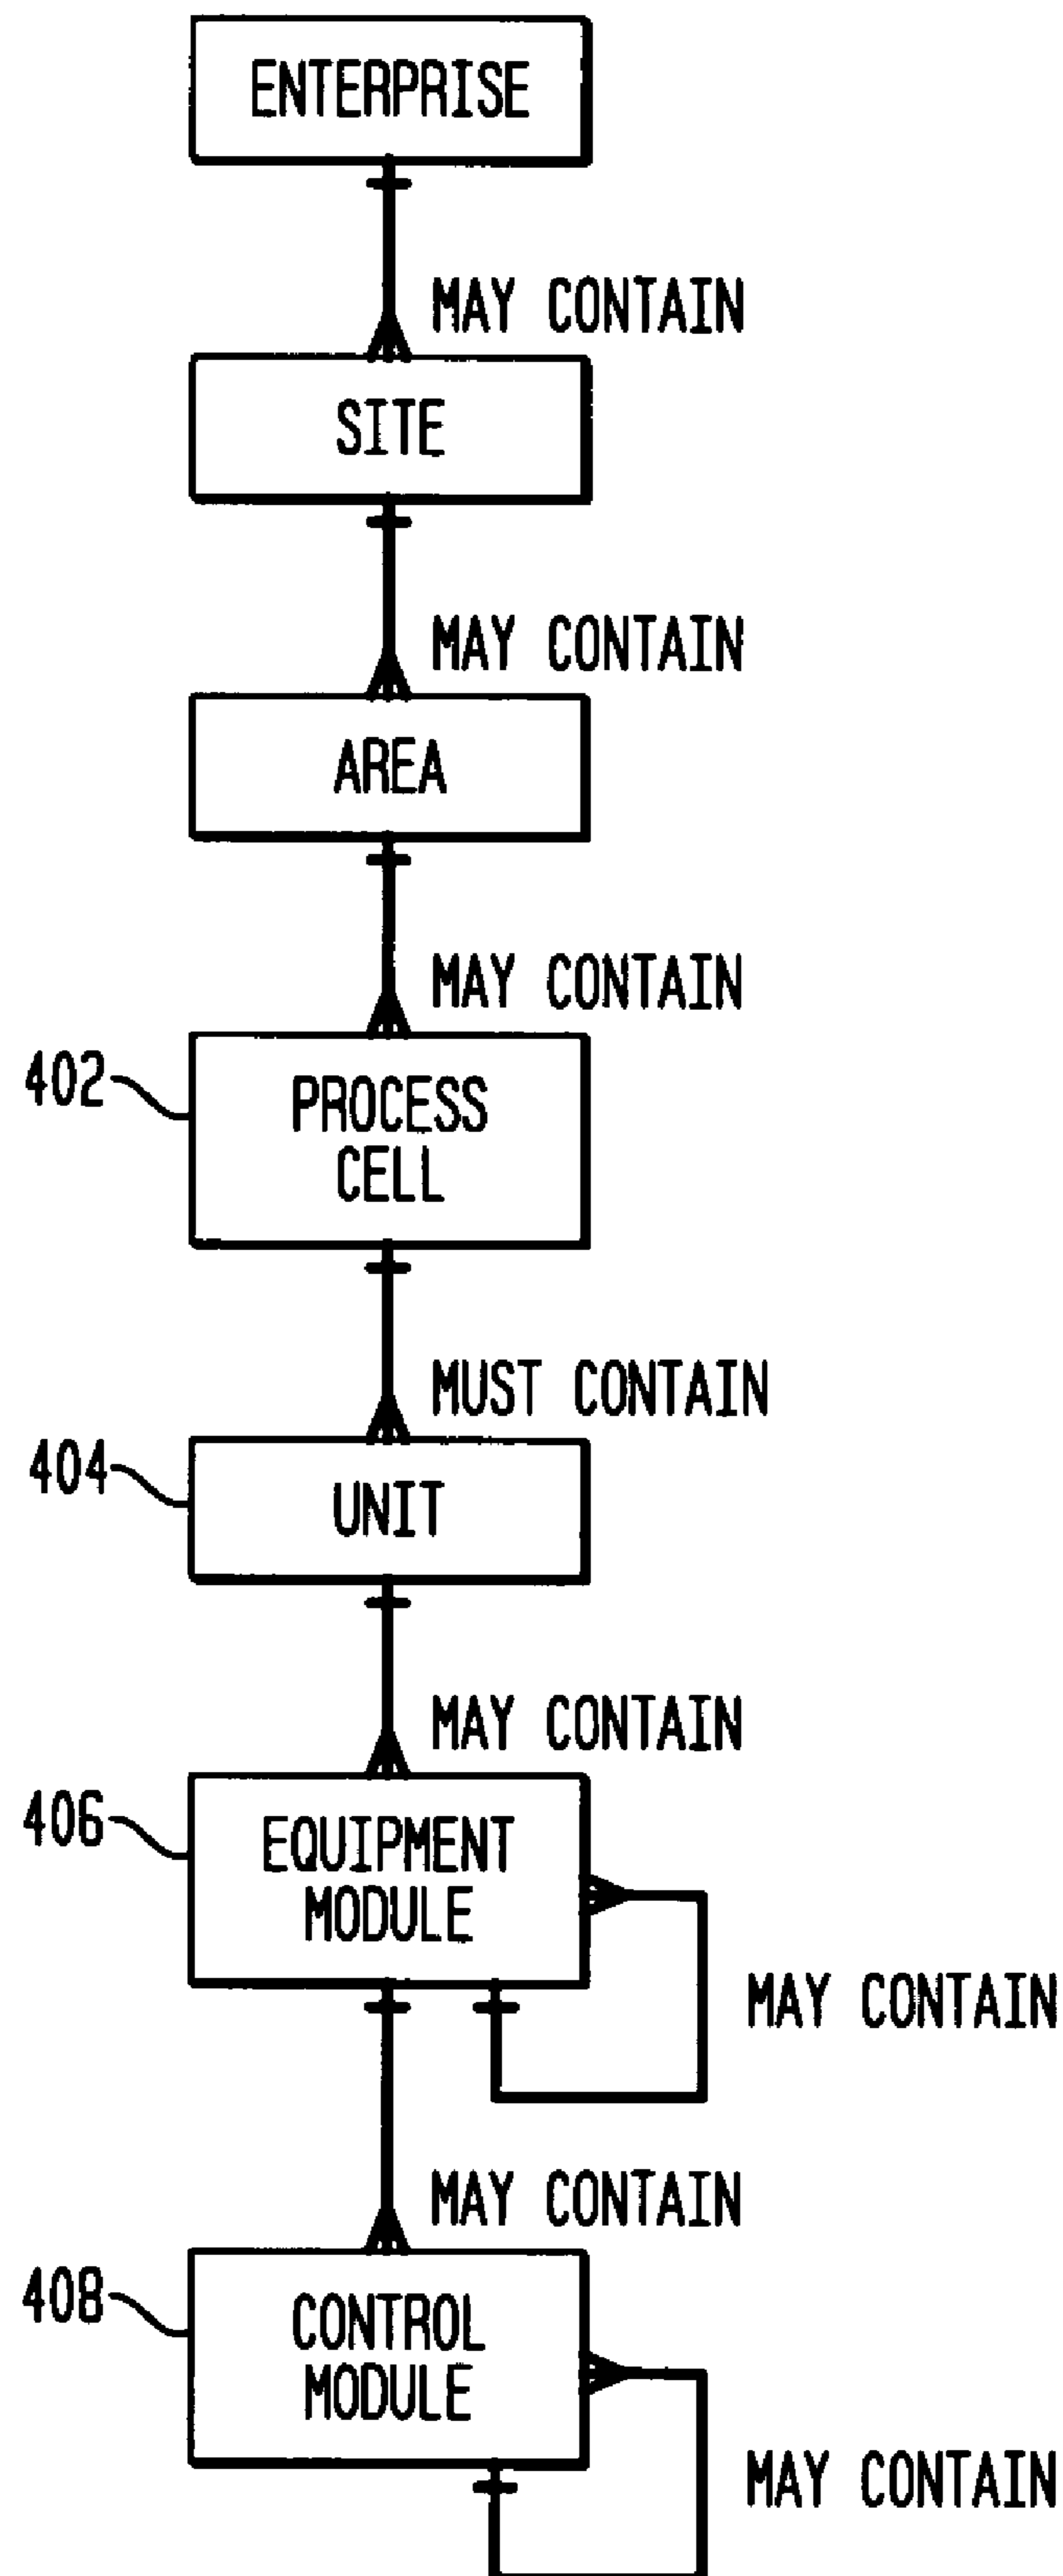 ENTERPRISE
MAY CONTAIN
SITE
MAY CONTAIN
AREA
MAY CONTAIN
402
PROCESS
CELL
MUST CONTAIN
404
UNIT
MAY CONTAIN
406
EQUIPMENT
MODULE
MAY CONTAIN
MAY CONTAIN
408
CONTROL
MODULE
MAY CONTAIN